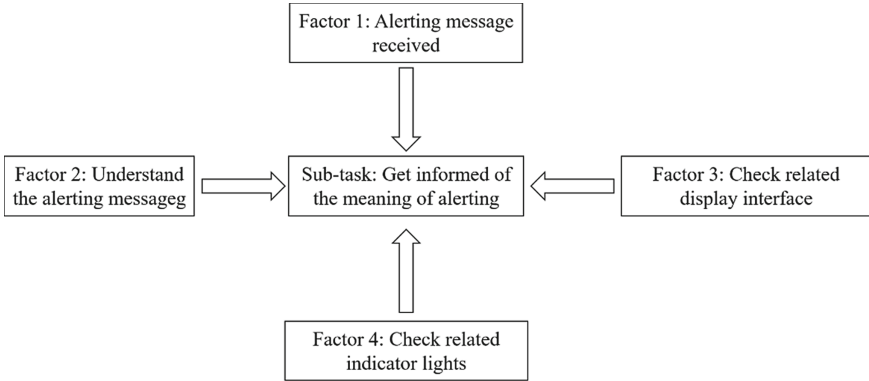 Factor 1: Alerting message
received
Factor 2: Understand
the alerting messageg
Sub-task: Get informed of
the meaning of alerting
Factor 3: Check related
display interface
Factor 4: Check related
indicator lights